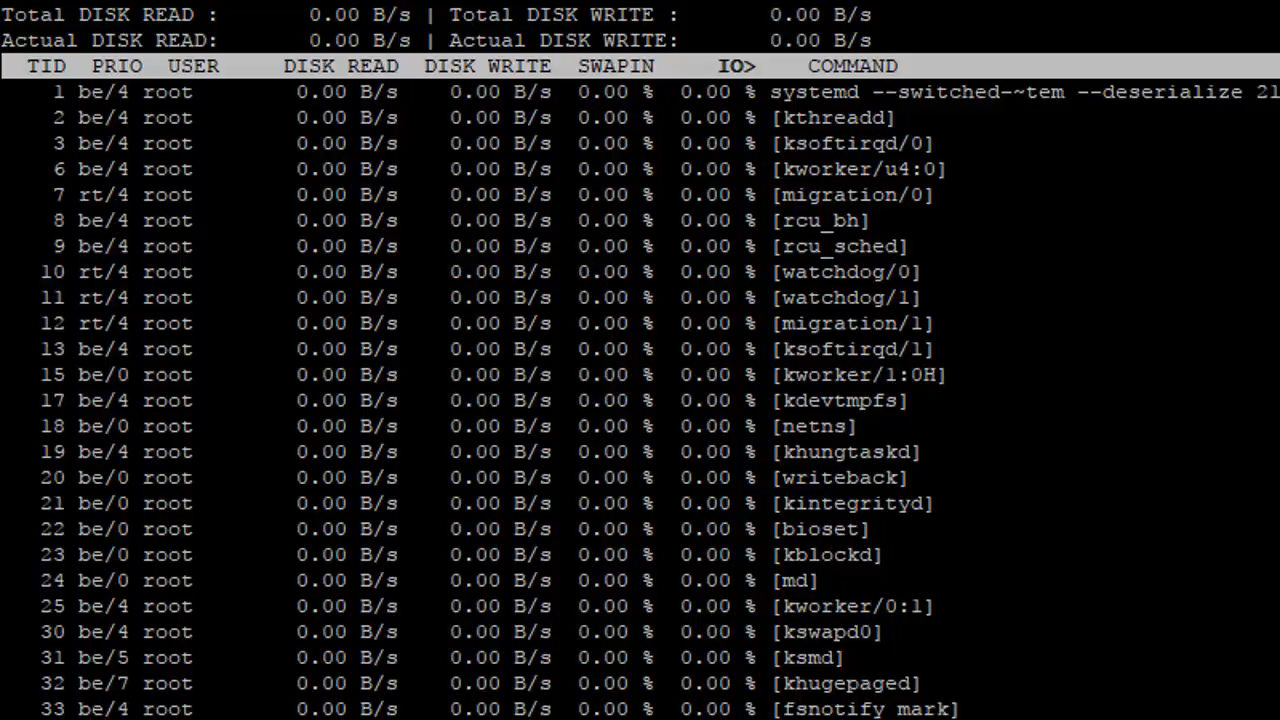 Total DISK READ :       0.00 B/s | Total DISK WRITE :       0.00 B/s
Actual DISK READ:       0.00 B/s | Actual DISK WRITE:       0.00 B/s
TID  PRIO  USER     DISK READ  DISK WRITE  SWAPIN     IO>    COMMAND
1 be/4 root        0.00 B/s    0.00 B/s  0.00 %  0.00 % systemd --switched-~tem --deserialize 21
2 be/4 root        0.00 B/s    0.00 B/s  0.00 %  0.00 % [kthreadd]
3 be/4 root        0.00 B/s    0.00 B/s  0.00 %  0.00 % [ksoftirqd/0]
6 be/4 root        0.00 B/s    0.00 B/s  0.00 %  0.00 % [kworker/u4:0]
7 rt/4 root        0.00 B/s    0.00 B/s  0.00 %  0.00 % [migration/0]
8 be/4 root        0.00 B/s    0.00 B/s  0.00 %  0.00 % [rcu_bh]
9 be/4 root        0.00 B/s    0.00 B/s  0.00 %  0.00 % [rcu_sched]
10 rt/4 root        0.00 B/s    0.00 B/s  0.00 %  0.00 % [watchdog/0]
11 rt/4 root        0.00 B/s    0.00 B/s  0.00 %  0.00 % [watchdog/1]
12 rt/4 root        0.00 B/s    0.00 B/s  0.00 %  0.00 % [migration/1]
13 be/4 root        0.00 B/s    0.00 B/s  0.00 %  0.00 % [ksoftirqd/1]
15 be/0 root        0.00 B/s    0.00 B/s  0.00 %  0.00 % [kworker/1:0H]
17 be/4 root        0.00 B/s    0.00 B/s  0.00 %  0.00 % [kdevtmpfs]
18 be/0 root        0.00 B/s    0.00 B/s  0.00 %  0.00 % [netns]
19 be/4 root        0.00 B/s    0.00 B/s  0.00 %  0.00 % [khungtaskd]
20 be/0 root        0.00 B/s    0.00 B/s  0.00 %  0.00 % [writeback]
21 be/0 root        0.00 B/s    0.00 B/s  0.00 %  0.00 % [kintegrityd]
22 be/0 root        0.00 B/s    0.00 B/s  0.00 %  0.00 % [bioset]
23 be/0 root        0.00 B/s    0.00 B/s  0.00 %  0.00 % [kblockd]
24 be/0 root        0.00 B/s    0.00 B/s  0.00 %  0.00 % [md]
25 be/4 root        0.00 B/s    0.00 B/s  0.00 %  0.00 % [kworker/0:1]
30 be/4 root        0.00 B/s    0.00 B/s  0.00 %  0.00 % [kswapd0]
31 be/5 root        0.00 B/s    0.00 B/s  0.00 %  0.00 % [ksmd]
32 be/7 root        0.00 B/s    0.00 B/s  0.00 %  0.00 % [khugepaged]
33 be/4 root        0.00 B/s    0.00 B/s  0.00 %  0.00 % [fsnotify_mark]